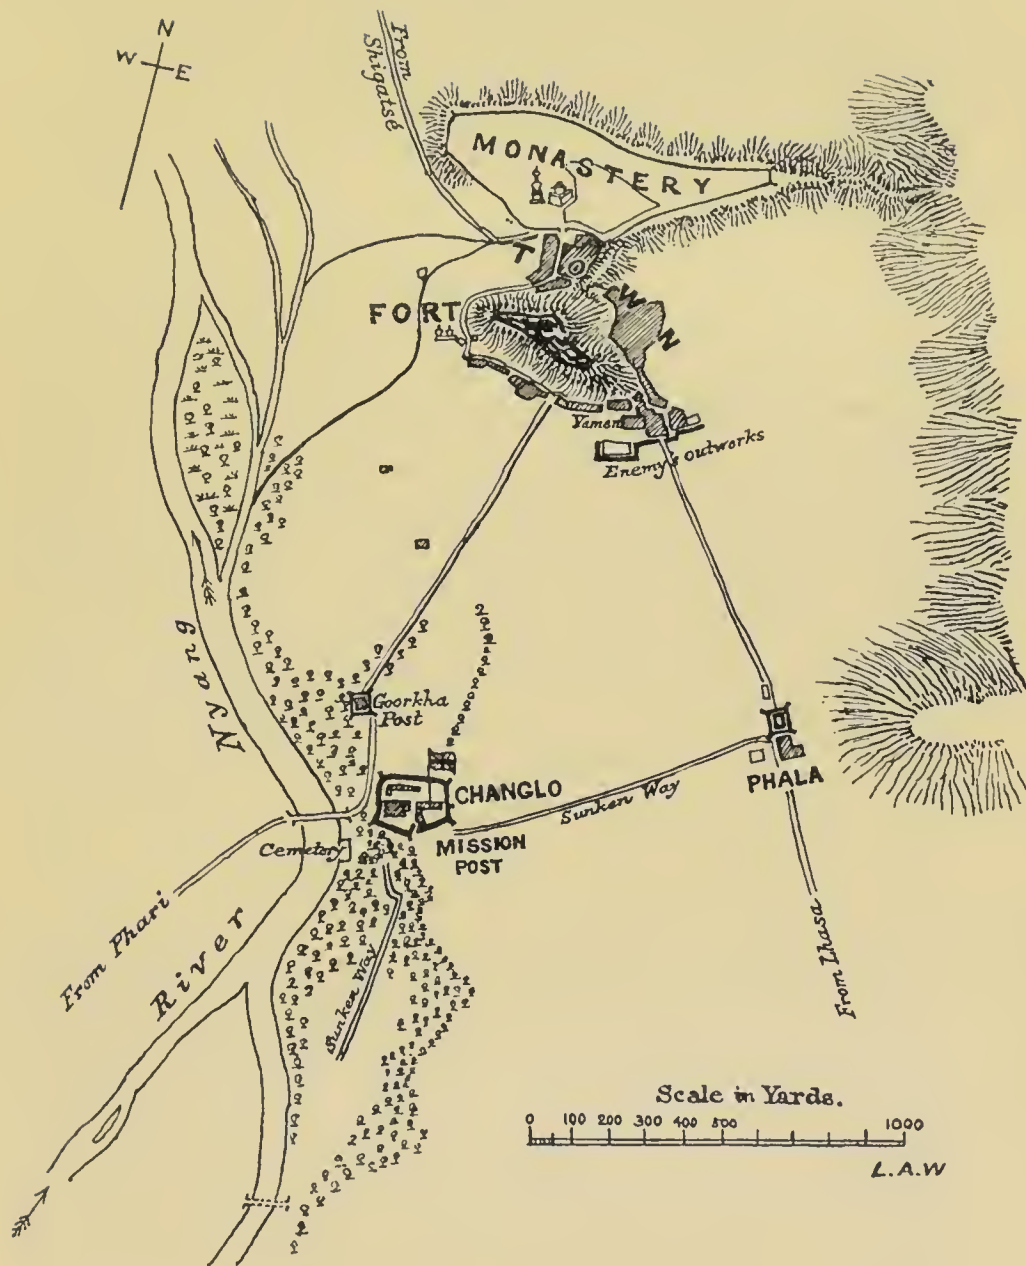 N
W E
From Shigatsé
MONASTERY
TOWN
FORT
Yamen
Enemy's outworks
Nyang
Goorkha
Post
CHANGLO
MISSION
POST
Sunken Way
PHALA
Cemetery
From Phari
River
Sunken Way
From Lhasa
Scale in Yards.
0 100 200 300 400 500 1000
L.A.W